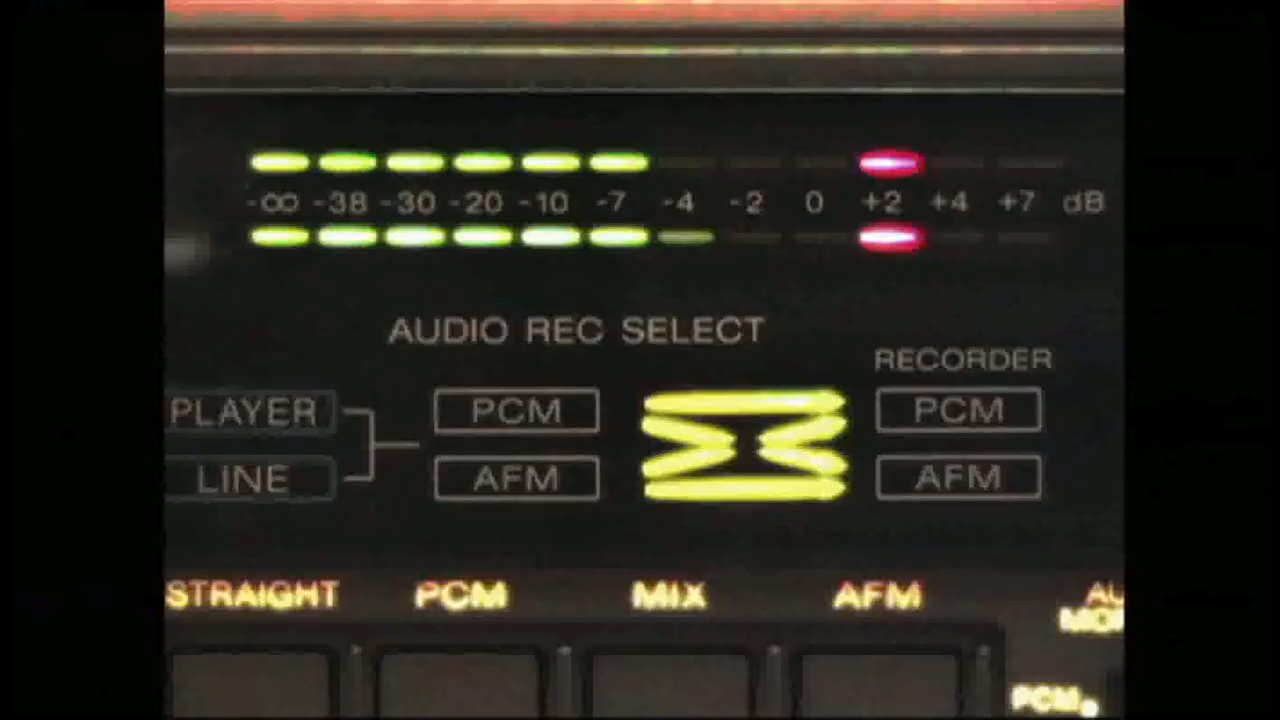 -∞ -38 -30 -20 -10 -7 -4 -2 0 +2 +4 +7 dB
AUDIO REC SELECT
RECORDER
PLAYER PCM PCM
LINE AFM AFM
STRAIGHT PCM MIX AFM
PCM